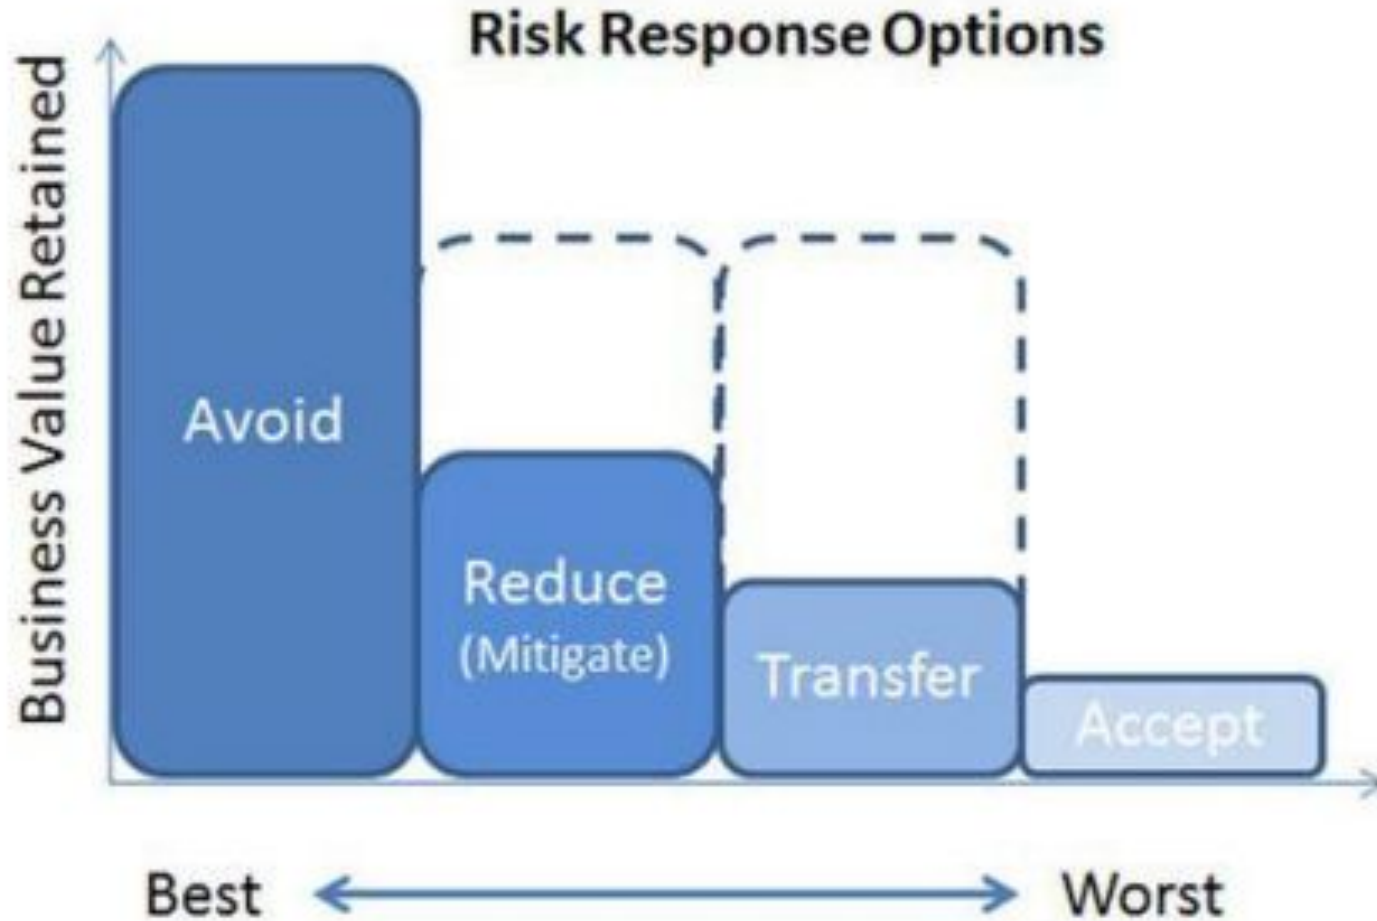 Risk Response Options
Business Value Retained
Avoid
Reduce
(Mitigate)
Transfer
Accept
Best
Worst